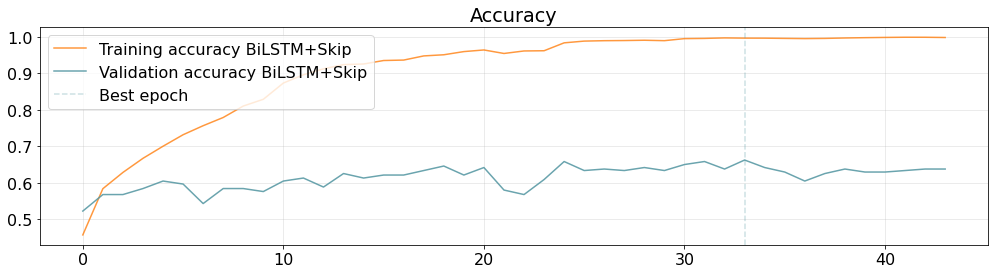 Accuracy
1.0
0.9
0.8
0.7
0.6
0.5
Training accuracy BiLSTM+Skip
Validation accuracy BiLSTM+Skip
Best epoch
0 10 20 30 40